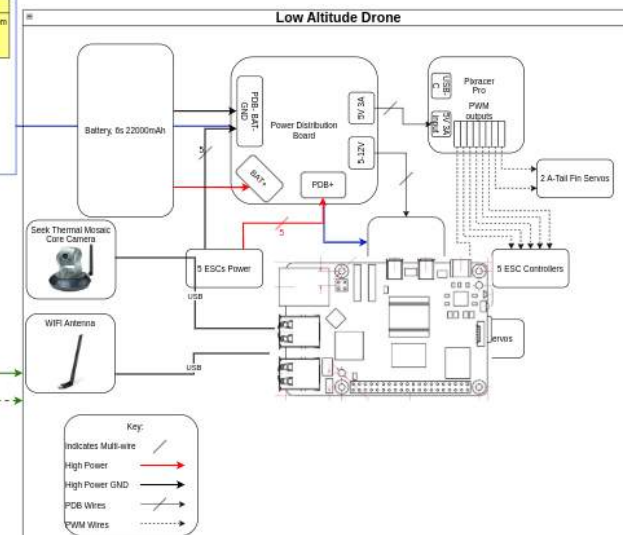 m
Low Altitude Drone
Battery, 6s 22000mAh
PDB- BAT-
GND
Power Distribution
Board
5V 3A
5-12V
BAT+
PDB+
Pixracer
Pro
USB-
C
PWM
outputs
5V 3A
Input
2 A-Tail Fin Servos
5
5
Seek Thermal Mosaic
Core Camera
5 ESCs Power
5 ESC Controllers
USB
WIFI Antenna
ervos
USB
Key:
Indicates Multi-wire
High Power
High Power GND
PDB Wires
PWM Wires